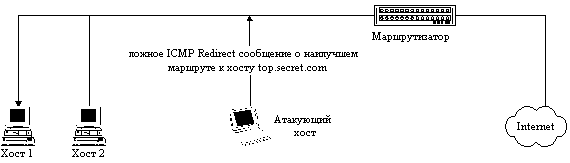 Маршрутизатор
ложное ICMP Redirect сообщение о наилучшем
маршруте к хосту top.secret.com
Атакующий
хост
Internet
Хост 1
Хост 2